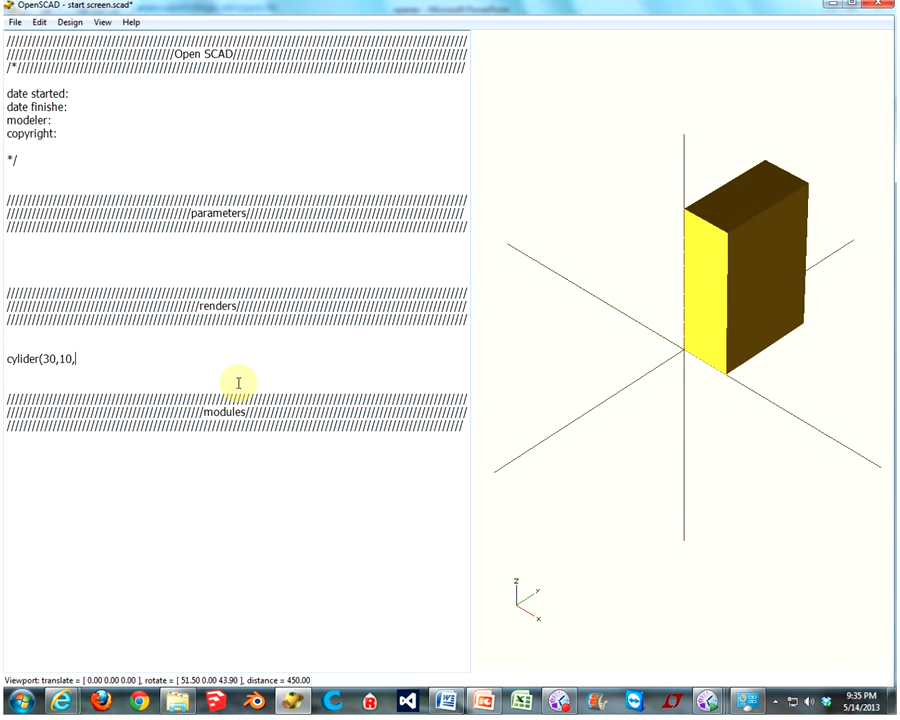 OpenSCAD - start screen.scad*
File Edit Design View Help
//////////////////////////////////////////////////////////////////////////////////////////////////////////////
////////////////////////////////////////Open SCAD////////////////////////////////////////////////////////
/*//////////////////////////////////////////////////////////////////////////////////////////////////////////
date started:
date finishe:
modeler:
copyright:
*/
//////////////////////////////////////////////////////////////////////////////////////////////////////////////
////////////////////////////////////////////parameters////////////////////////////////////////////////////
//////////////////////////////////////////////////////////////////////////////////////////////////////////////
//////////////////////////////////////////////////////////////////////////////////////////////////////////////
//////////////////////////////////////////////renders///////////////////////////////////////////////////////
//////////////////////////////////////////////////////////////////////////////////////////////////////////////
cylider(30,10,
//////////////////////////////////////////////////////////////////////////////////////////////////////////////
///////////////////////////////////////////////modules/////////////////////////////////////////////////////
/////////////////////////////////////////////////////////////////////////////////////////////////////////////
z
y
x
Viewport: translate = [ 0.00 0.00 0.00 ], rotate = [ 51.50 0.00 43.90 ], distance = 450.00
9:35 PM
5/14/2013